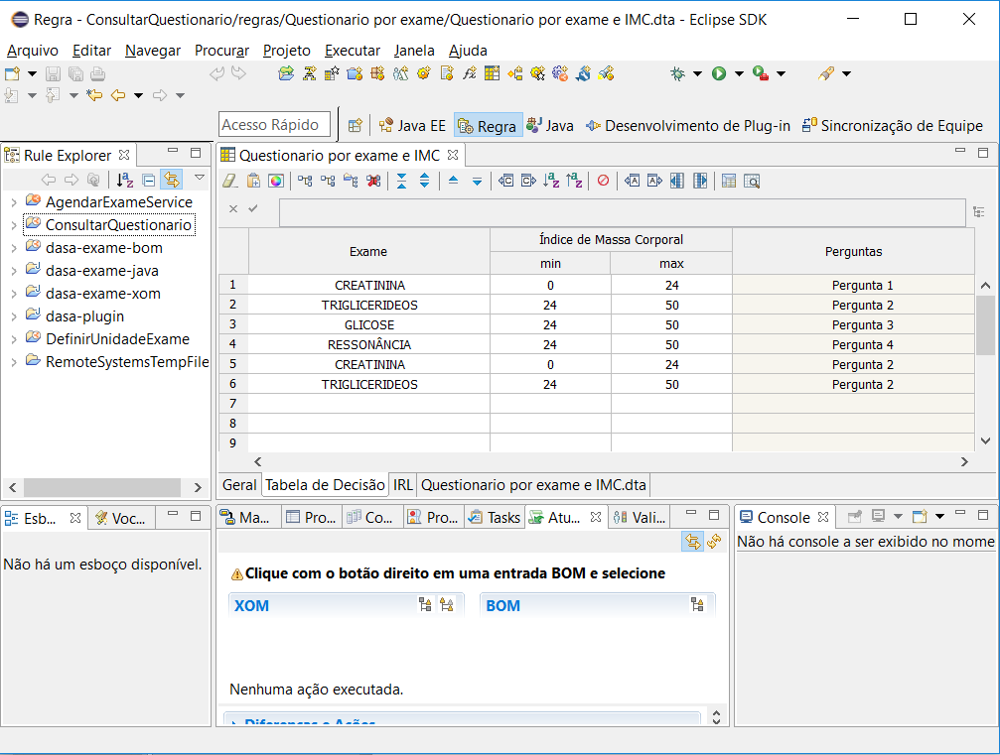 Regra - ConsultarQuestionario/regras/Questionario por exame/Questionario por exame e IMC.dta - Eclipse SDK
Arquivo Editar Navegar Procurar Projeto Executar Janela Ajuda
Acesso Rápido Java EE Regra Java Desenvolvimento de Plug-in Sincronização de Equipe
Rule Explorer
AgendarExameService
ConsultarQuestionario
dasa-exame-bom
dasa-exame-java
dasa-exame-xom
dasa-plugin
DefinirUnidadeExame
RemoteSystemsTempFile
Questionario por exame e IMC
Exame Índice de Massa Corporal Perguntas
min max
1 CREATININA 0 24 Pergunta 1
2 TRIGLICERIDEOS 24 50 Pergunta 2
3 GLICOSE 24 50 Pergunta 3
4 RESSONÂNCIA 24 50 Pergunta 4
5 CREATININA 0 24 Pergunta 2
6 TRIGLICERIDEOS 24 50 Pergunta 2
7
8
9
Geral Tabela de Decisão IRL Questionario por exame e IMC.dta
Esb... Voc...
Não há um esboço disponível.
Ma... Pro... Co... Pro... Tasks Atu... Vali...
Clique com o botão direito em uma entrada BOM e selecione
XOM BOM
Nenhuma ação executada.
Diferenças e Ações
Console
Não há console a ser exibido no mome